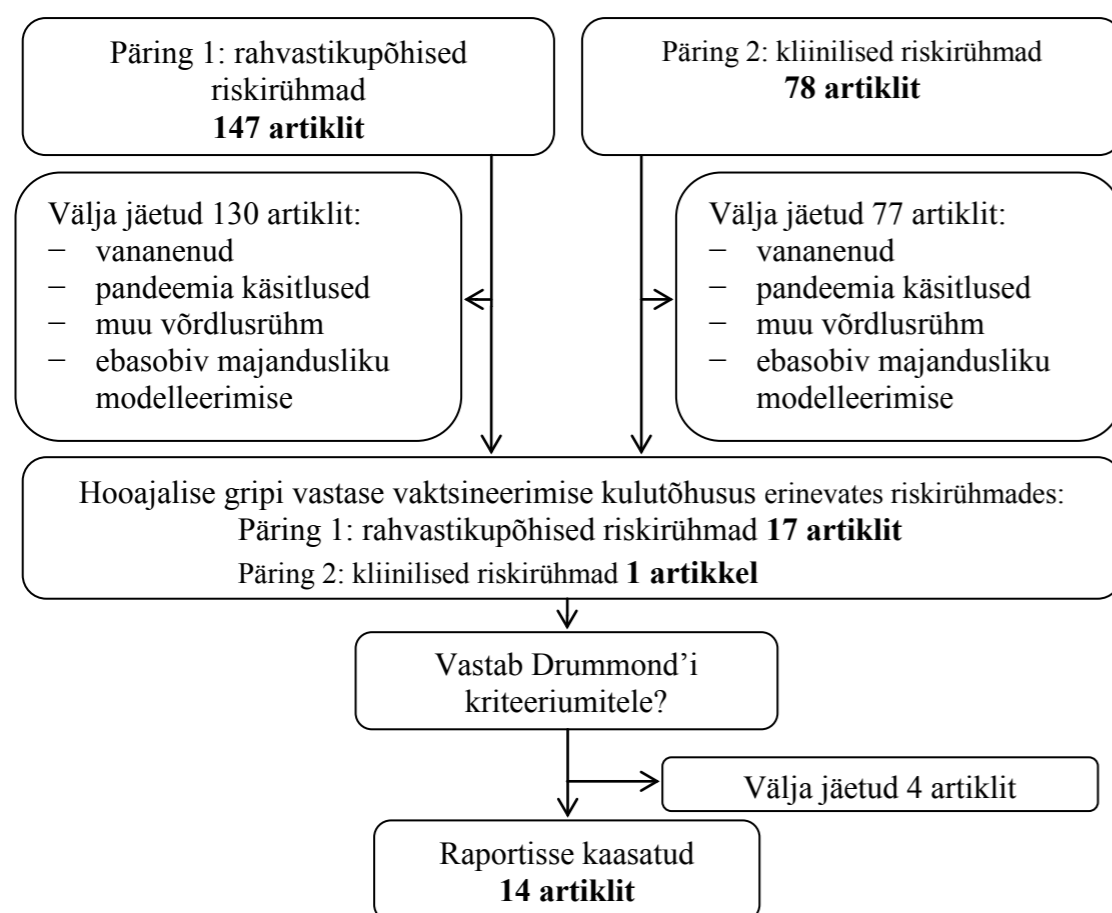 Päring 1: rahvastikupõhised
riskirühmad
147 artiklit
Päring 2: kliinilised riskirühmad
78 artiklit
Välja jäetud 130 artiklit:
− vananenud
− pandeemia käsitlused
− muu võrdlusrühm
− ebasobiv majandusliku
modelleerimise
Välja jäetud 77 artiklit:
− vananenud
− pandeemia käsitlused
− muu võrdlusrühm
− ebasobiv majandusliku
modelleerimise
Hooajalise gripi vastase vaktsineerimise kulutõhusus erinevates riskirühmades:
Päring 1: rahvastikupõhised riskirühmad 17 artiklit
Päring 2: kliinilised riskirühmad 1 artikkel
Vastab Drummond’i
kriteeriumitele?
Välja jäetud 4 artiklit
Raportisse kaasatud
14 artiklit